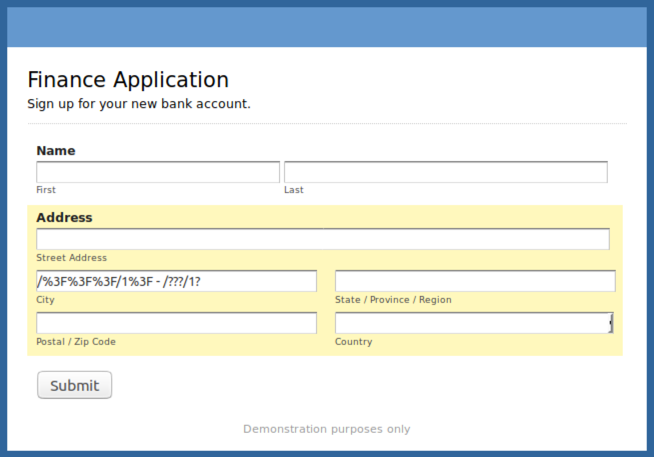 Finance Application
Sign up for your new bank account.
Name
First Last
Address
Street Address
/%3F%3F%3F/1%3F - /???/1?
City State / Province / Region
Postal / Zip Code Country
Submit
Demonstration purposes only